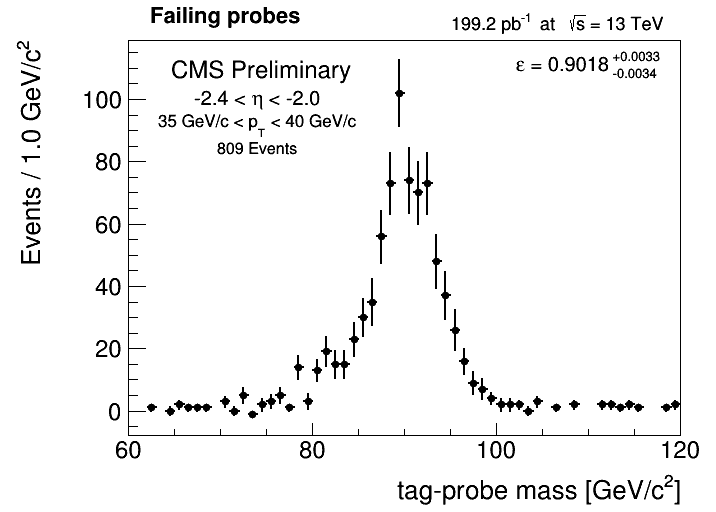 Failing probes
199.2 pb⁻¹ at √s = 13 TeV
CMS Preliminary
-2.4 < η < -2.0
35 GeV/c < p_T < 40 GeV/c
809 Events
ε = 0.9018 +0.0033 -0.0034
Events / 1.0 GeV/c²
100
80
60
40
20
0
60 80 100 120
tag-probe mass [GeV/c²]